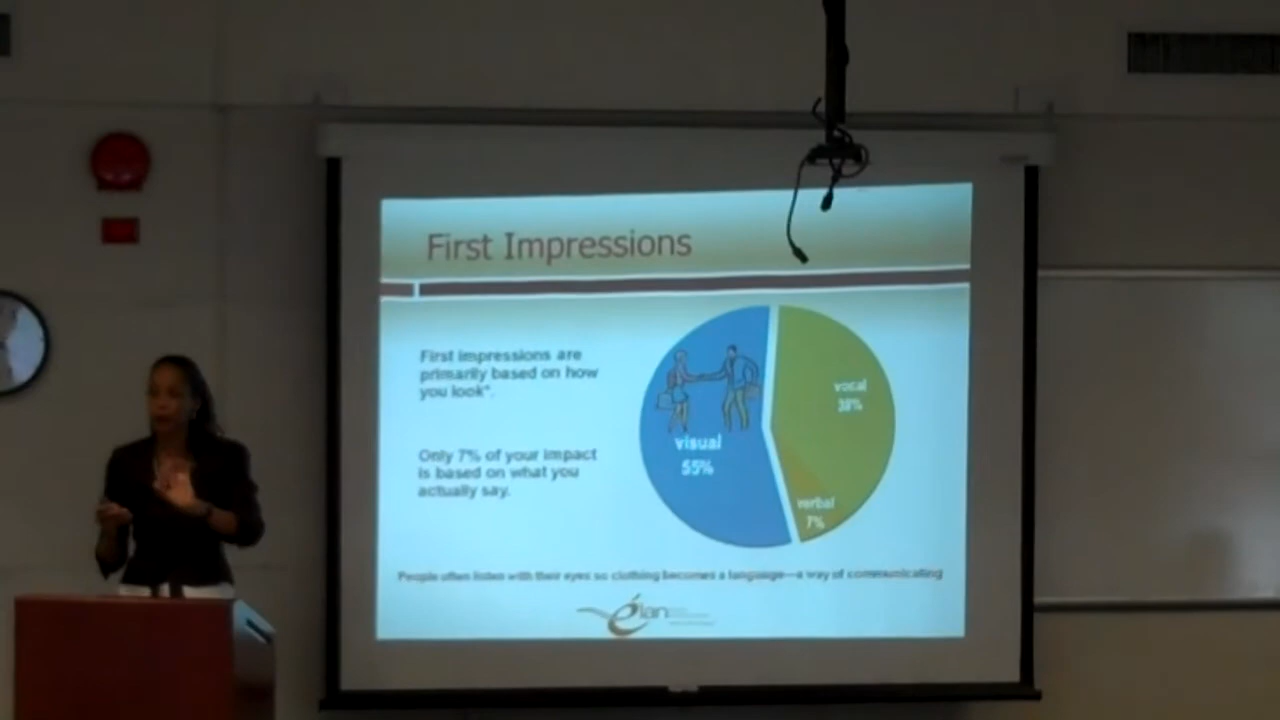 First Impressions
First impressions are
primarily based on how
you look*.
Only 7% of your impact
is based on what you
actually say.
vocal
38%
visual
55%
verbal
7%
People often listen with their eyes so clothing becomes a language—a way of communicating
élan